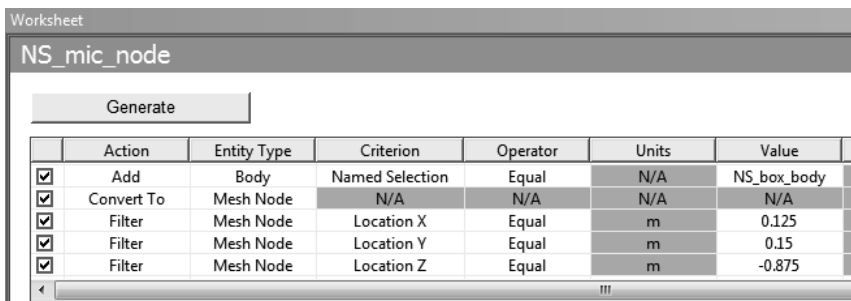 Worksheet
NS_mic_node
Generate
Action Entity Type Criterion Operator Units Value
Add Body Named Selection Equal N/A NS_box_body
Convert To Mesh Node N/A N/A N/A N/A
Filter Mesh Node Location X Equal m 0.125
Filter Mesh Node Location Y Equal m 0.15
Filter Mesh Node Location Z Equal m -0.875